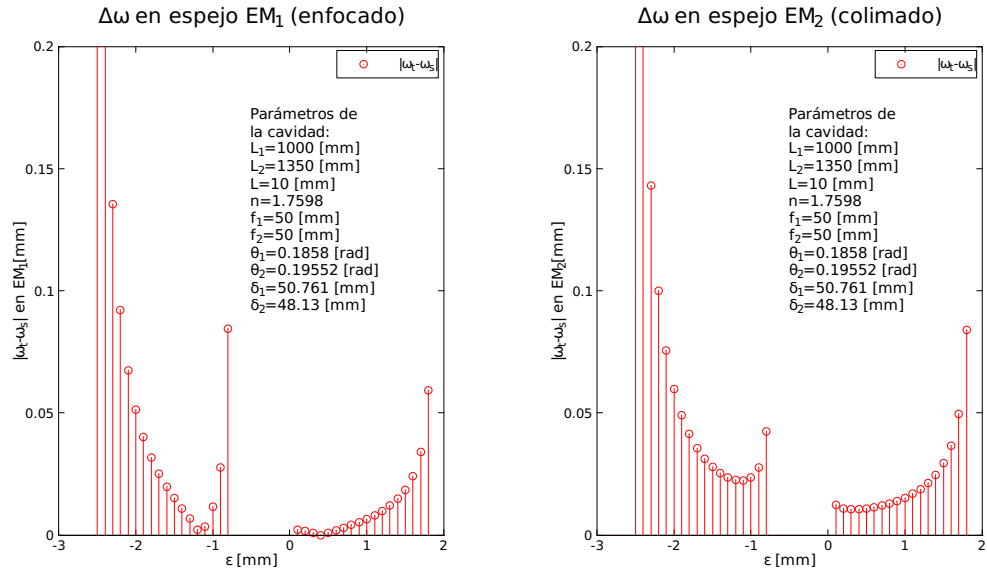 Δω en espejo EM₁ (enfocado)
|ωₜ-ωₛ|
Parámetros de
la cavidad:
L₁=1000 [mm]
L₂=1350 [mm]
L=10 [mm]
n=1.7598
f₁=50 [mm]
f₂=50 [mm]
θ₁=0.1858 [rad]
θ₂=0.19552 [rad]
δ₁=50.761 [mm]
δ₂=48.13 [mm]
|ωₜ-ωₛ| en EM₁[mm]
0.2
0.15
0.1
0.05
0
-3 -2 -1 0 1 2
ε [mm]
Δω en espejo EM₂ (colimado)
|ωₜ-ωₛ|
Parámetros de
la cavidad:
L₁=1000 [mm]
L₂=1350 [mm]
L=10 [mm]
n=1.7598
f₁=50 [mm]
f₂=50 [mm]
θ₁=0.1858 [rad]
θ₂=0.19552 [rad]
δ₁=50.761 [mm]
δ₂=48.13 [mm]
|ωₜ-ωₛ| en EM₂[mm]
0.2
0.15
0.1
0.05
0
-3 -2 -1 0 1 2
ε [mm]